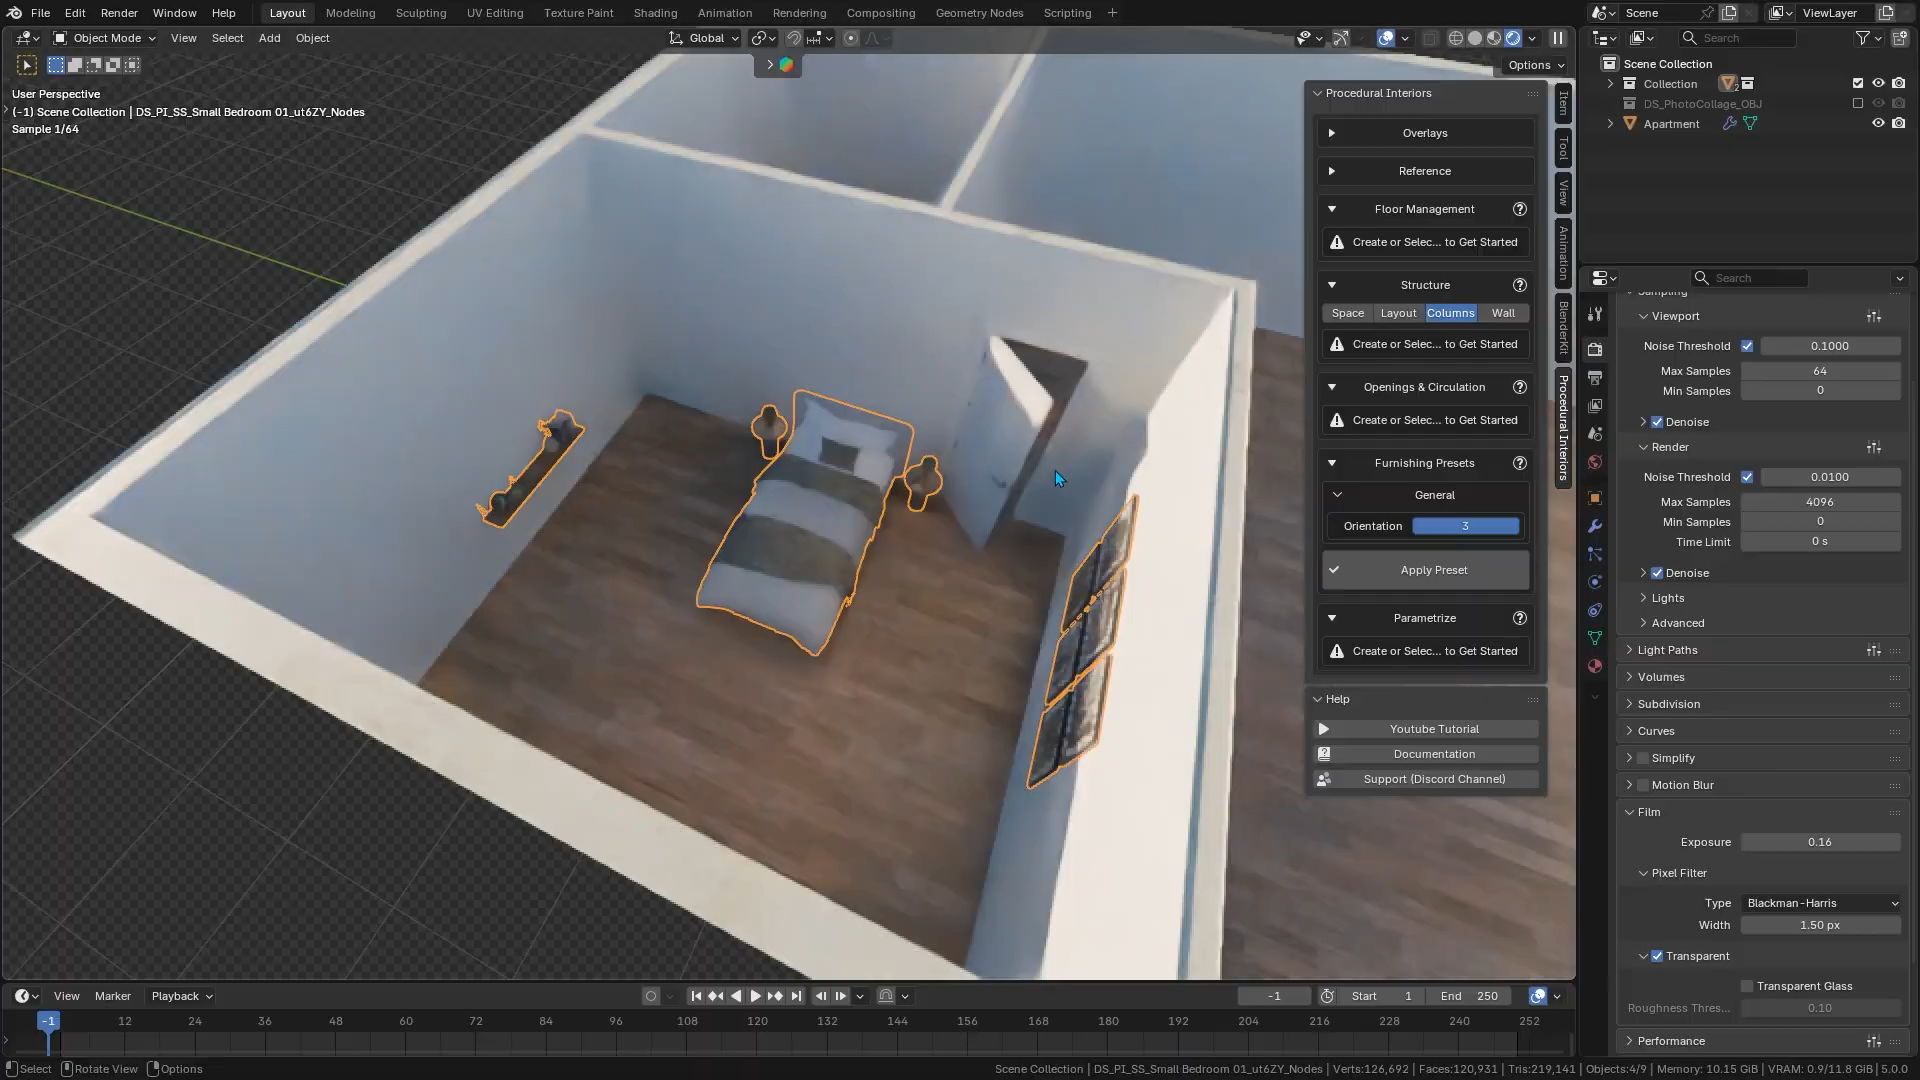 File Edit Render Window Help Layout Modeling Sculpting UV Editing Texture Paint Shading Animation Rendering Compositing Geometry Nodes Scripting
Scene ViewLayer
Object Mode View Select Add Object Global
Options
User Perspective
(-1) Scene Collection | DS_PI_SS_Small Bedroom 01_ut6ZY_Nodes
Sample 1/64
Procedural Interiors
Overlays
Reference
Floor Management
Create or Selec... to Get Started
Structure
Space Layout Columns Wall
Create or Selec... to Get Started
Openings & Circulation
Create or Selec... to Get Started
Furnishing Presets
General
Orientation 3
Apply Preset
Parametrize
Create or Selec... to Get Started
Help
Youtube Tutorial
Documentation
Support (Discord Channel)
Item
Tool
View
Animation
BlenderKit
Procedural Interiors
Search
Scene Collection
Collection 2
DS_PhotoCollage_OBJ
Apartment
Search
Sampling
Viewport
Noise Threshold 0.1000
Max Samples 64
Min Samples 0
Denoise
Render
Noise Threshold 0.0100
Max Samples 4096
Min Samples 0
Time Limit 0 s
Denoise
Lights
Advanced
Light Paths
Volumes
Subdivision
Curves
Simplify
Motion Blur
Film
Exposure 0.16
Pixel Filter
Type Blackman-Harris
Width 1.50 px
Transparent
Transparent Glass
Roughness Thres... 0.10
Performance
View Marker Playback -1 Start 1 End 250
-1 12 24 36 48 60 72 84 96 108 120 132 144 156 168 180 192 204 216 228 240 252
Select Rotate View Options
Scene Collection | DS_PI_SS_Small Bedroom 01_ut6ZY_Nodes | Verts:126,692 | Faces:120,931 | Tris:219,141 | Objects:4/9 | Memory: 10.15 GiB | VRAM: 0.9/11.8 GiB | 5.0.0